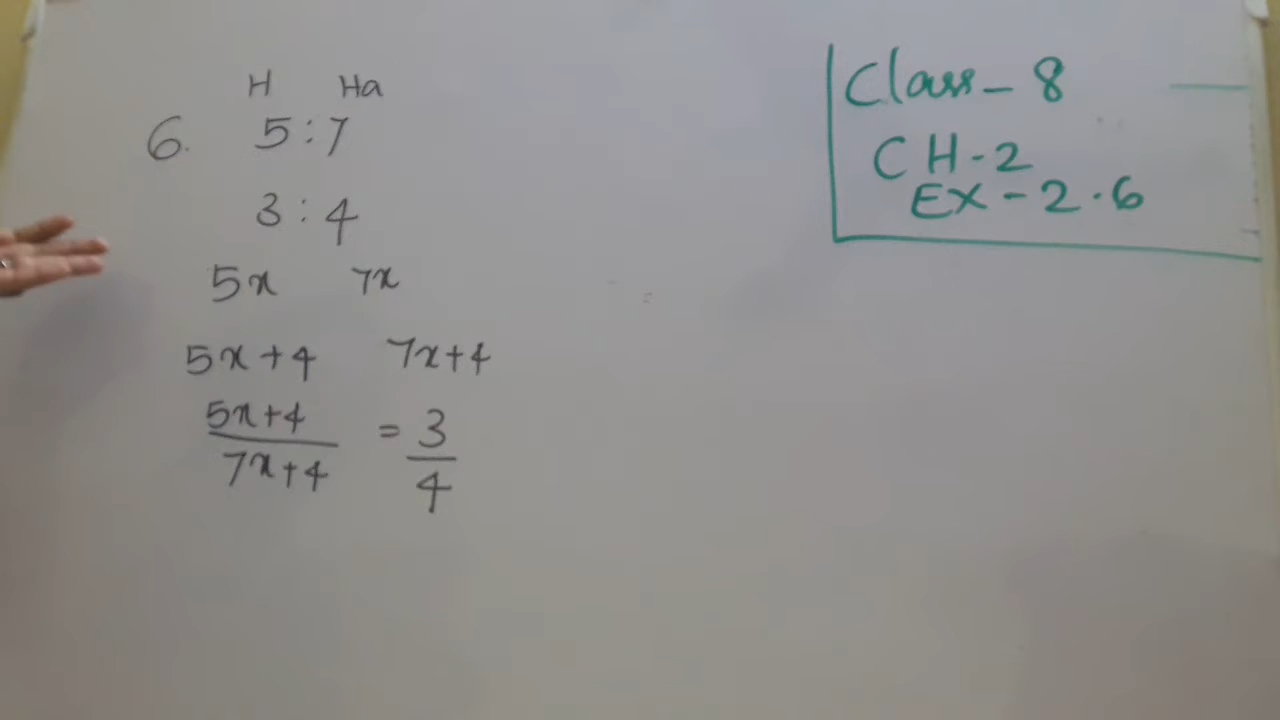 H Ha
6. 5 : 7
3 : 4
5x 7x
5x+4 7x+4
5x+4
7x+4
= 3
4
Class - 8
CH - 2
EX - 2.6